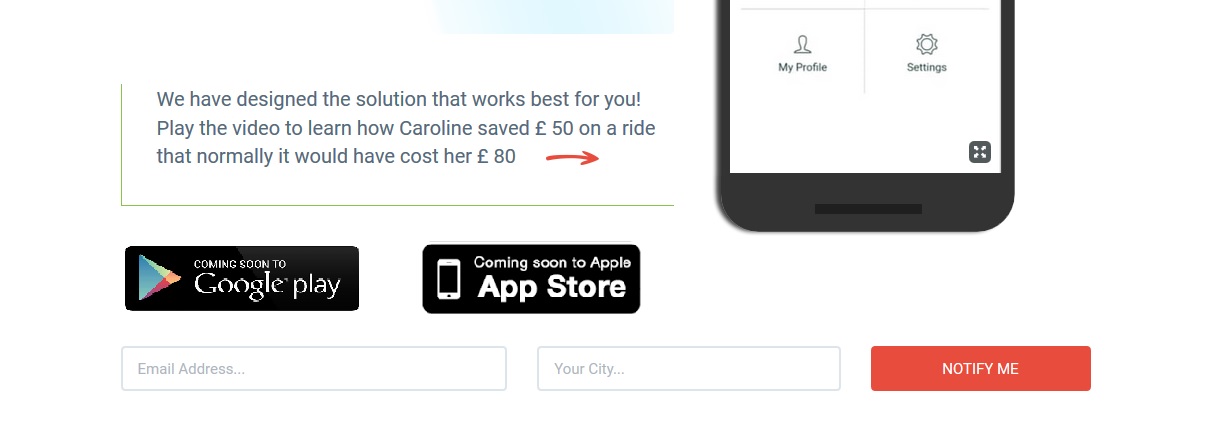 My Profile
Settings
We have designed the solution that works best for you!
Play the video to learn how Caroline saved £ 50 on a ride
that normally it would have cost her £ 80
COMING SOON TO
Google play
Coming soon to Apple
App Store
Email Address...
Your City...
NOTIFY ME